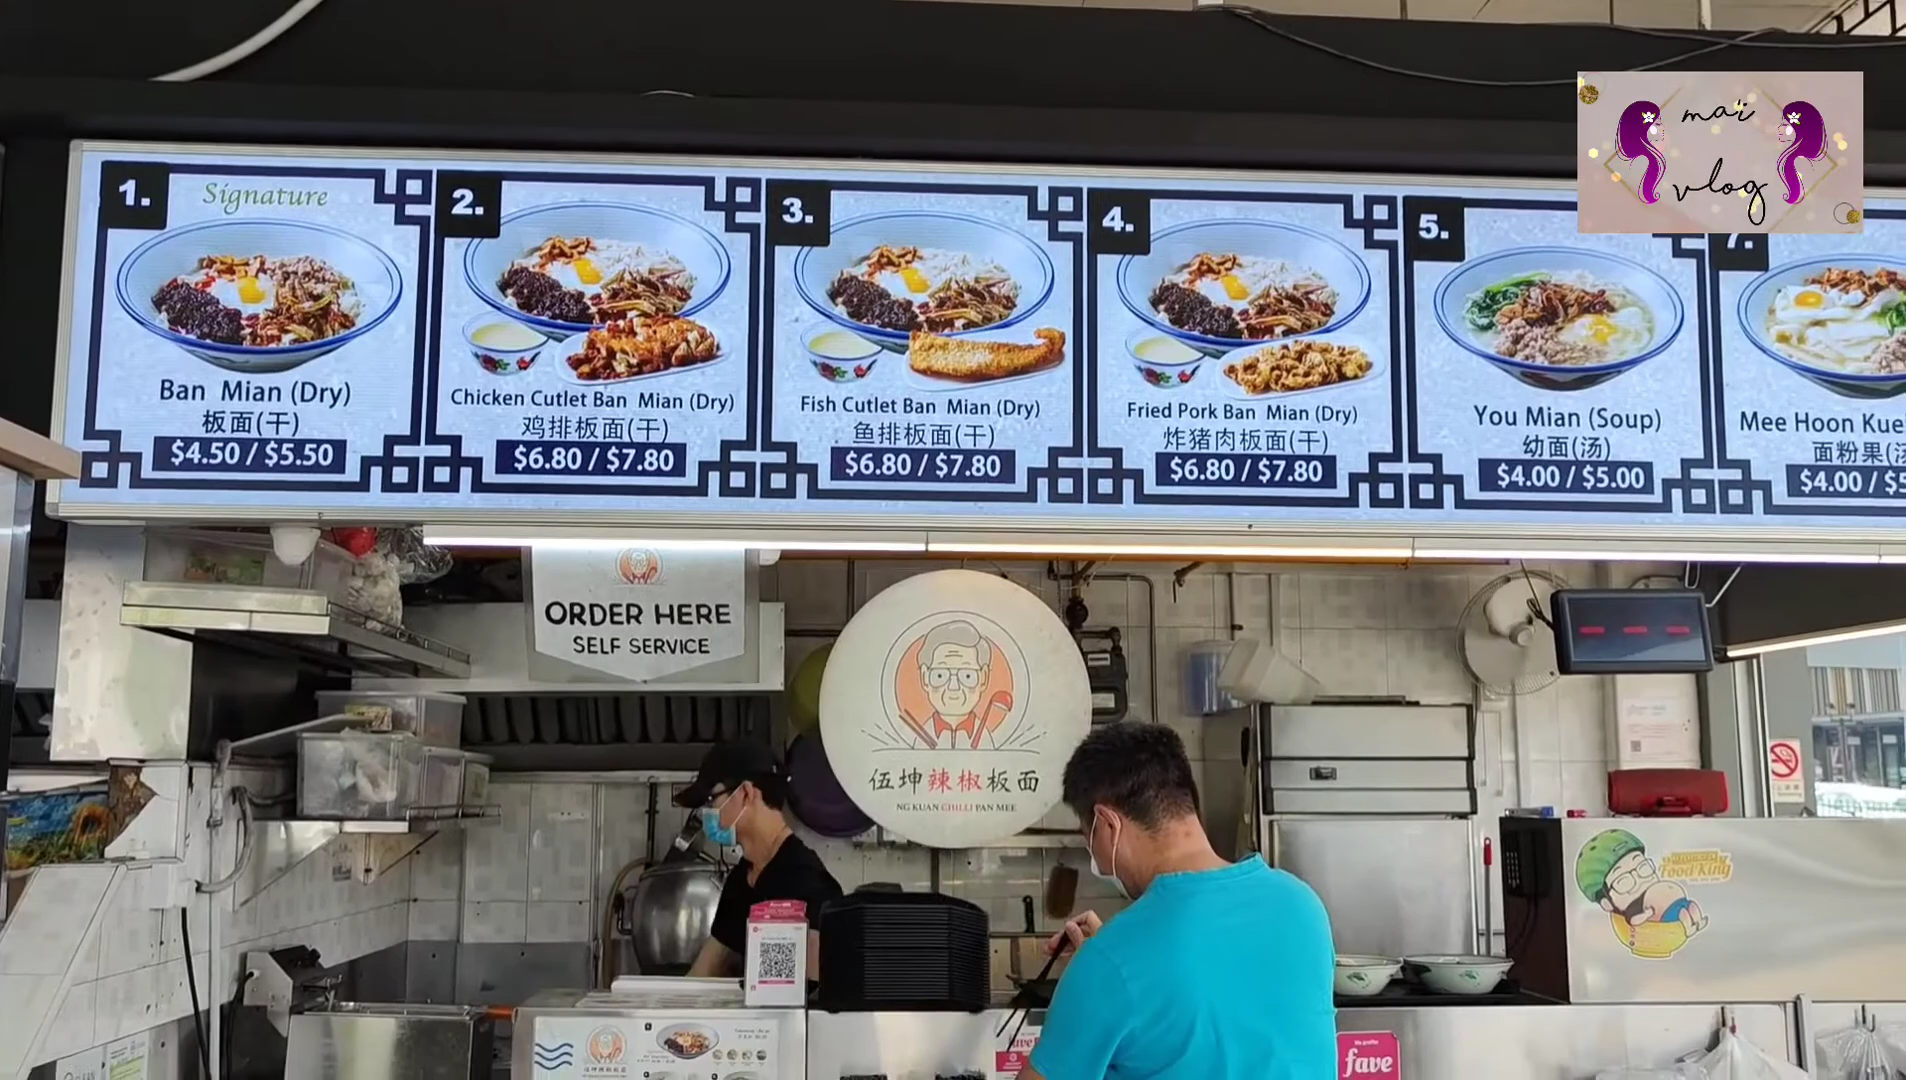 mai
vlog
1.
Signature
Ban Mian (Dry)
板面(干)
$4.50 / $5.50
2.
Chicken Cutlet Ban Mian (Dry)
鸡排板面(干)
$6.80 / $7.80
3.
Fish Cutlet Ban Mian (Dry)
鱼排板面(干)
$6.80 / $7.80
4.
Fried Pork Ban Mian (Dry)
炸猪肉板面(干)
$6.80 / $7.80
5.
You Mian (Soup)
幼面(汤)
$4.00 / $5.00
7.
Mee Hoon Kue
面粉果(汤
$4.00 / $5
ORDER HERE
SELF SERVICE
伍坤辣椒板面
NG KUAN CHILLI PAN MEE
Food King
fave